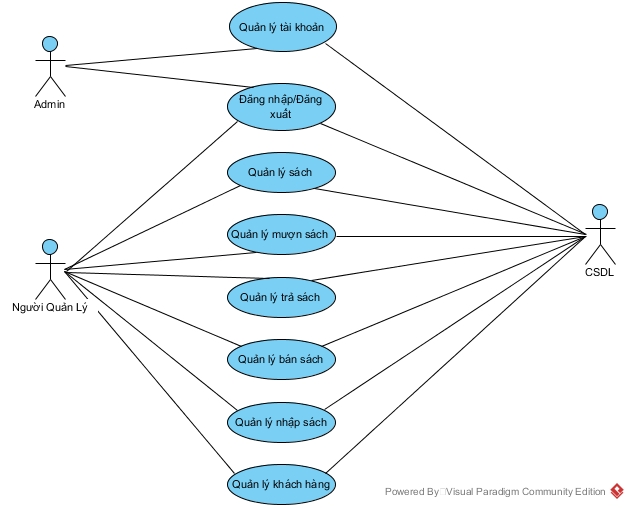 Quản lý tài khoản
Admin
Đăng nhập/Đăng
xuất
Quản lý sách
Quản lý mượn sách
CSDL
Người Quản Lý
Quản lý trả sách
Quản lý bán sách
Quản lý nhập sách
Quản lý khách hàng
Powered By Visual Paradigm Community Edition